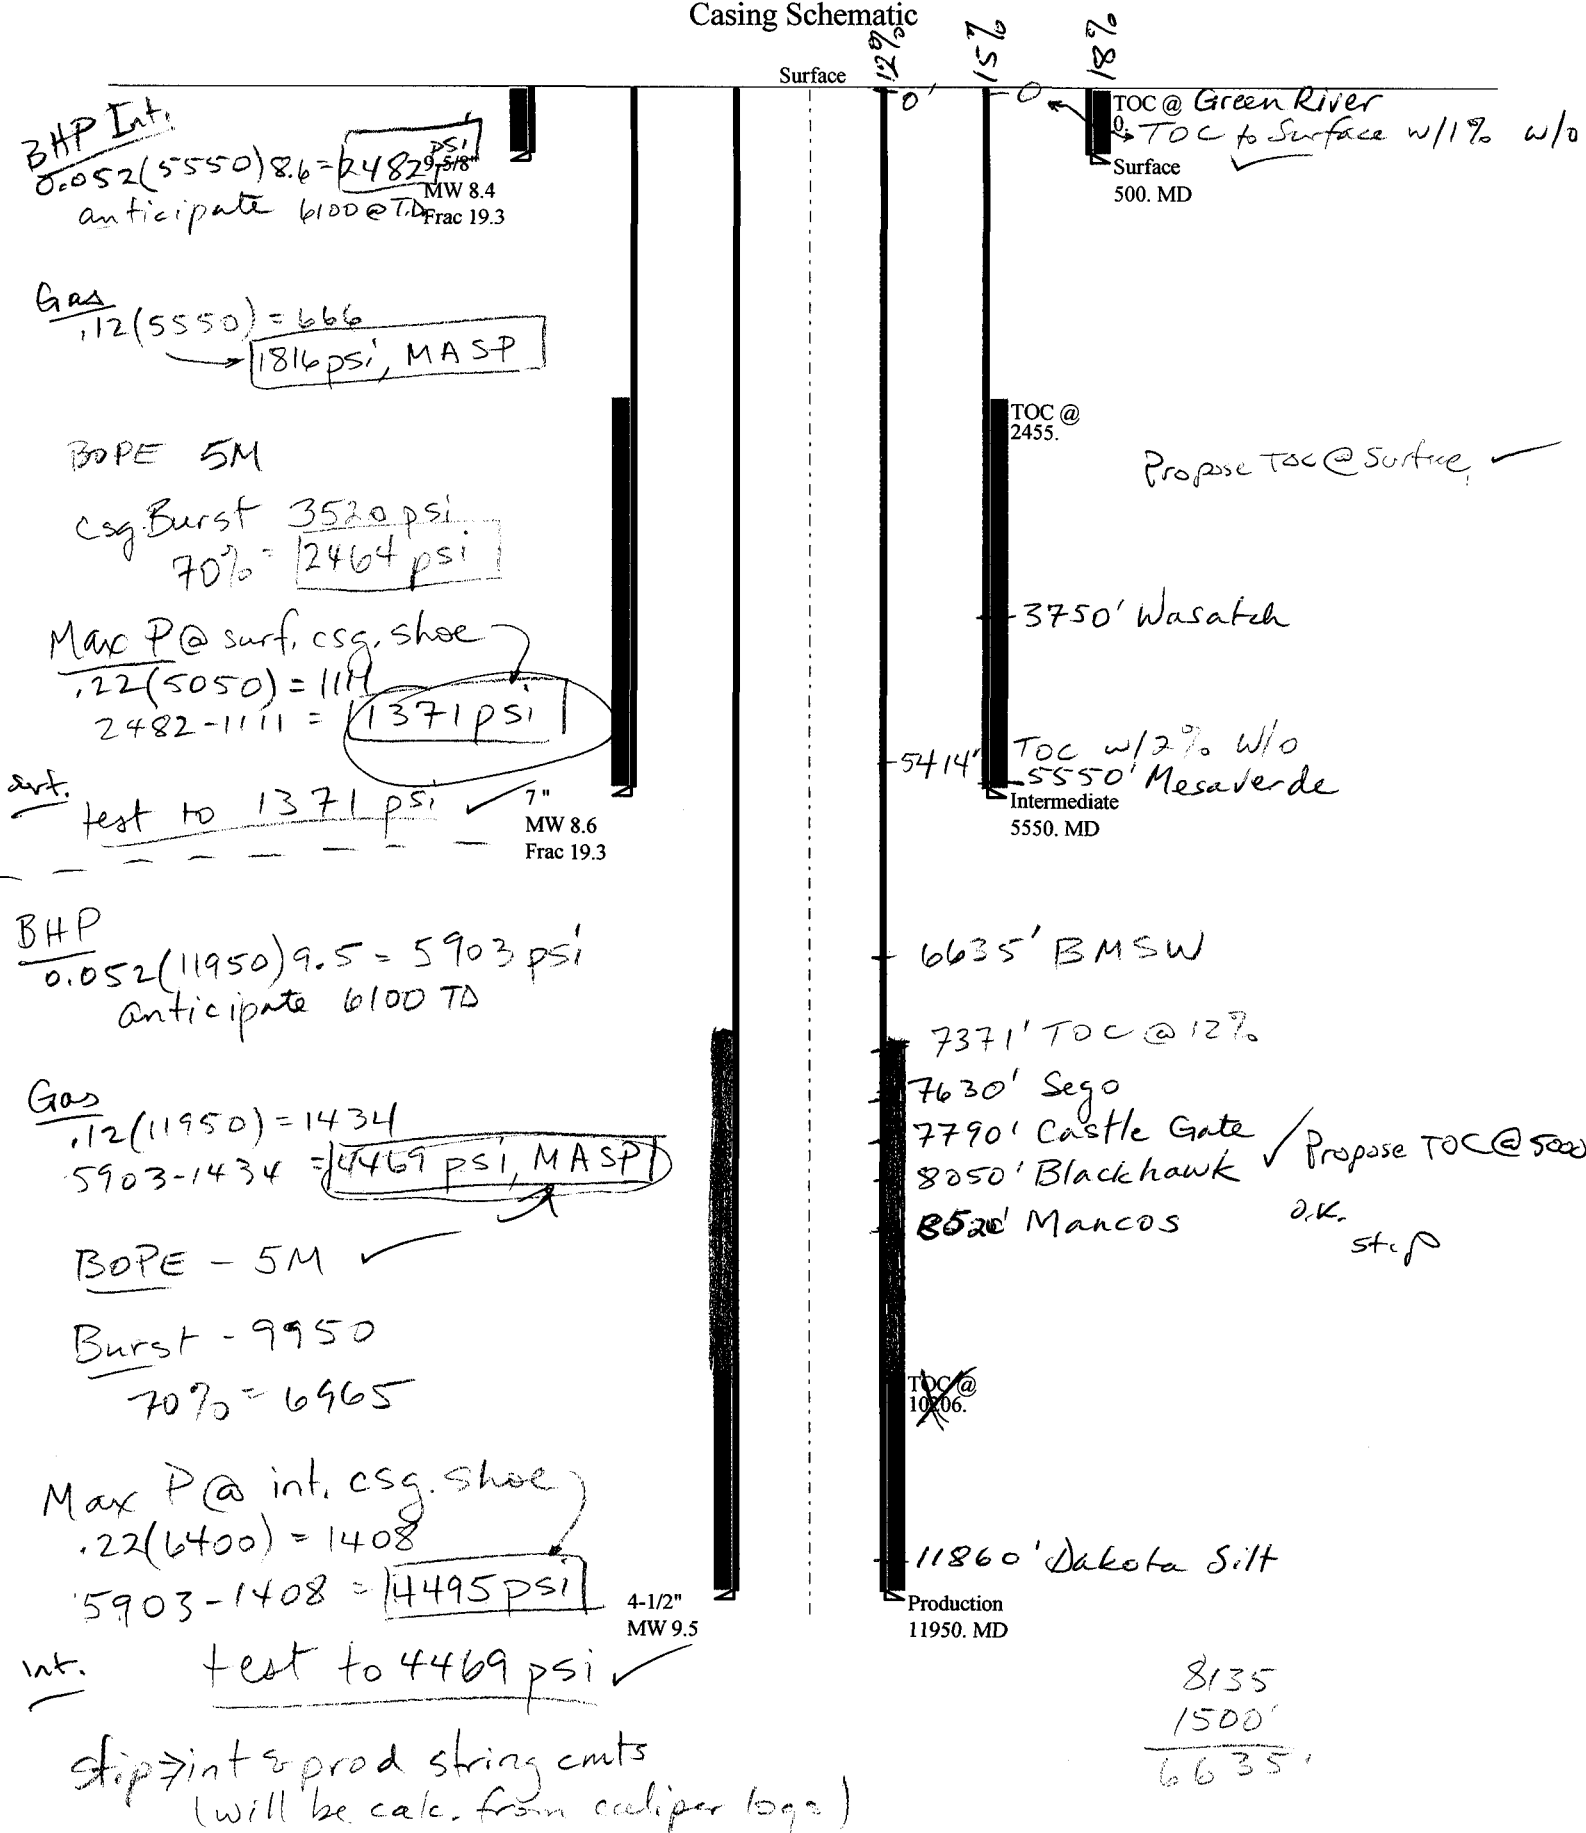 Casing Schematic
Surface
BHP Int.
0.052(5550)8.6=2482 psi
anticipate 6100 @ T.D.
9-5/8"
MW 8.4
Frac 19.3
Gas
.12(5550)=666
1816 psi, MASP
BOPE 5M
Csg. Burst 3520 psi
70%= 2464 psi
Max P @ surf. csg. shoe
.22(5050)=1111
2482-1111 = 1371 psi
surf.
test to 1371 psi ✓
7"
MW 8.6
Frac 19.3
BHP
0.052(11950)9.5=5903 psi
anticipate 6100 TD
Gas
.12(11950)=1434
5903-1434 = 4469 psi, MASP
BOPE - 5M ✓
Burst - 9950
70%=6965
Max P @ int. csg. shoe
.22(6400)=1408
5903-1408 = 4495 psi
4-1/2"
MW 9.5
int.
test to 4469 psi ✓
stip→int & prod string cmts
(will be calc. from caliper logs)
12%
15%
18%
0'
0
TOC @ Green River
0.
TOC to Surface w/1% w/o
✓
Surface
500. MD
TOC @
2455.
Propose TOC @ Surface. ✓
3750' Wasatch
5414' TOC w/2% w/o
5550' Mesaverde
Intermediate
5550. MD
6635' BMSW
7371' TOC @ 12%
7630' Sego
7790' Castle Gate
8050' Blackhawk
✓ Propose TOC @ 5000
8520' Mancos
O.K.
stip
TOC @
10206.
11860' Dakota Silt
Production
11950. MD
8135
1500'
6635'